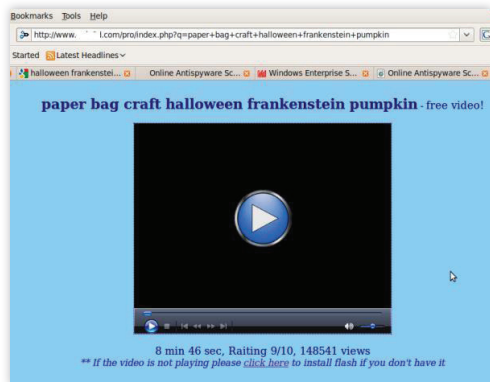 Bookmarks Tools Help
http://www. l.com/pro/index.php?q=paper+bag+craft+halloween+frankenstein+pumpkin
Started Latest Headlines
halloween frankenstei... Online Antispyware Sc... Windows Enterprise S... Online Antispyware Sc...
paper bag craft halloween frankenstein pumpkin - free video!
8 min 46 sec, Raiting 9/10, 148541 views
** If the video is not playing please click here to install flash if you don't have it